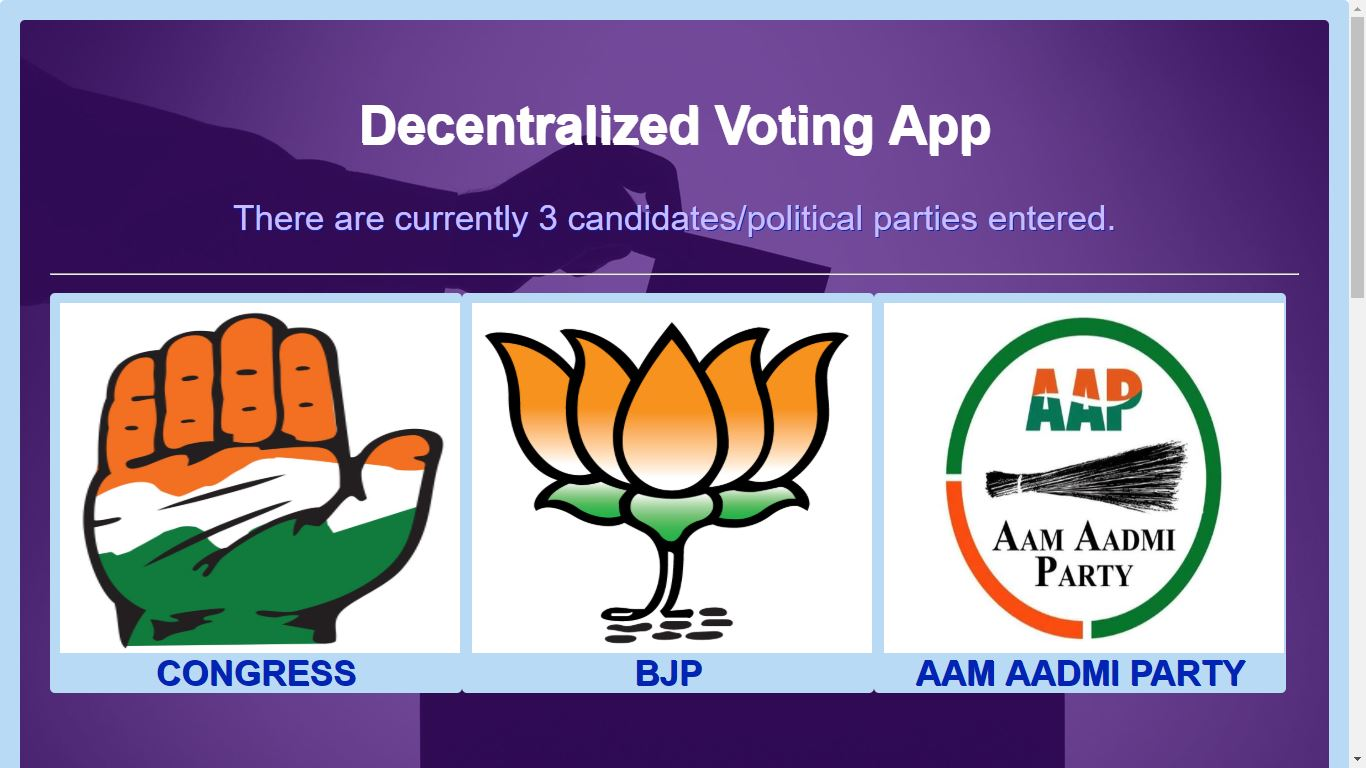 Decentralized Voting App
There are currently 3 candidates/political parties entered.
AAP
AAM AADMI
PARTY
CONGRESS
BJP
AAM AADMI PARTY